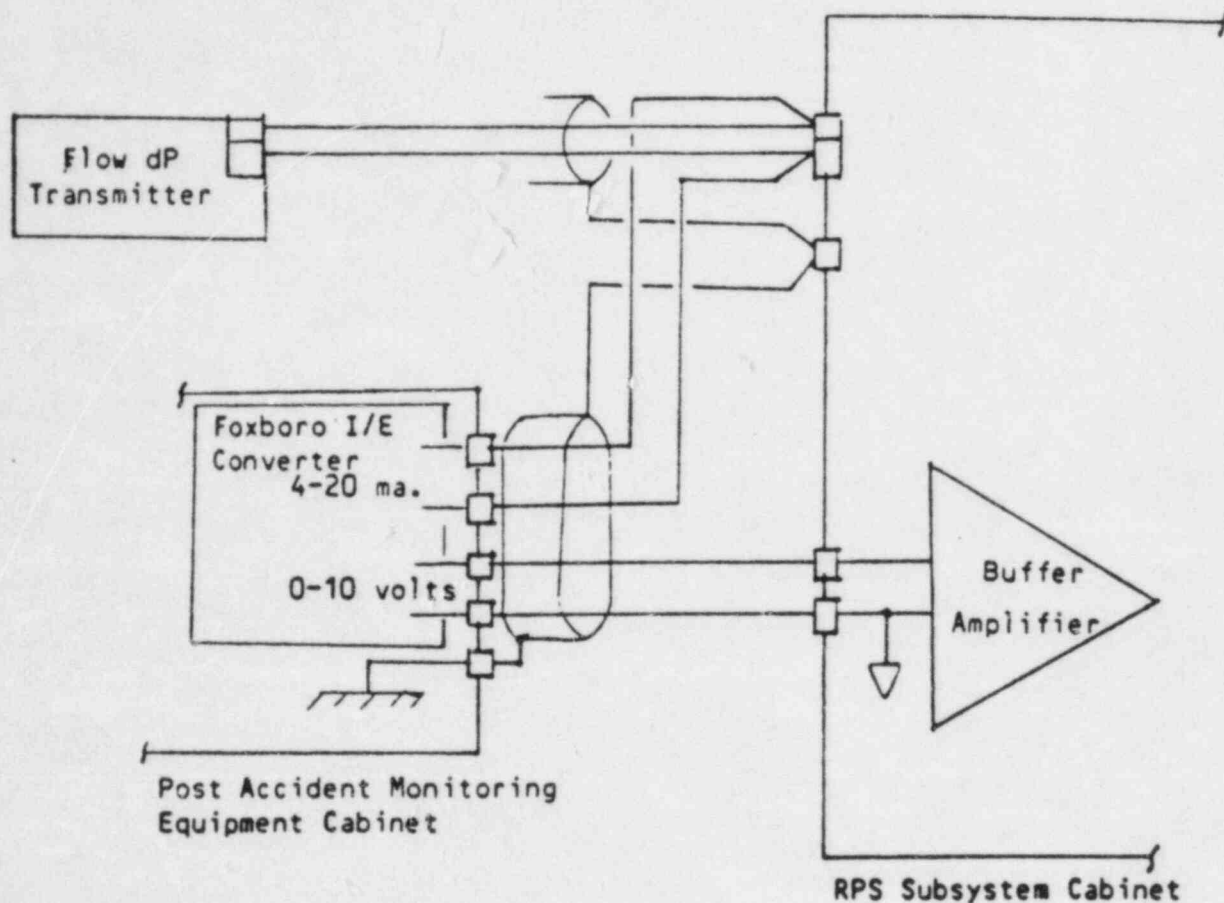 Flow dP
Transmitter
Foxboro I/E
Converter
4-20 ma.
0-10 volts
Buffer
Amplifier
Post Accident Monitoring
Equipment Cabinet
RPS Subsystem Cabinet